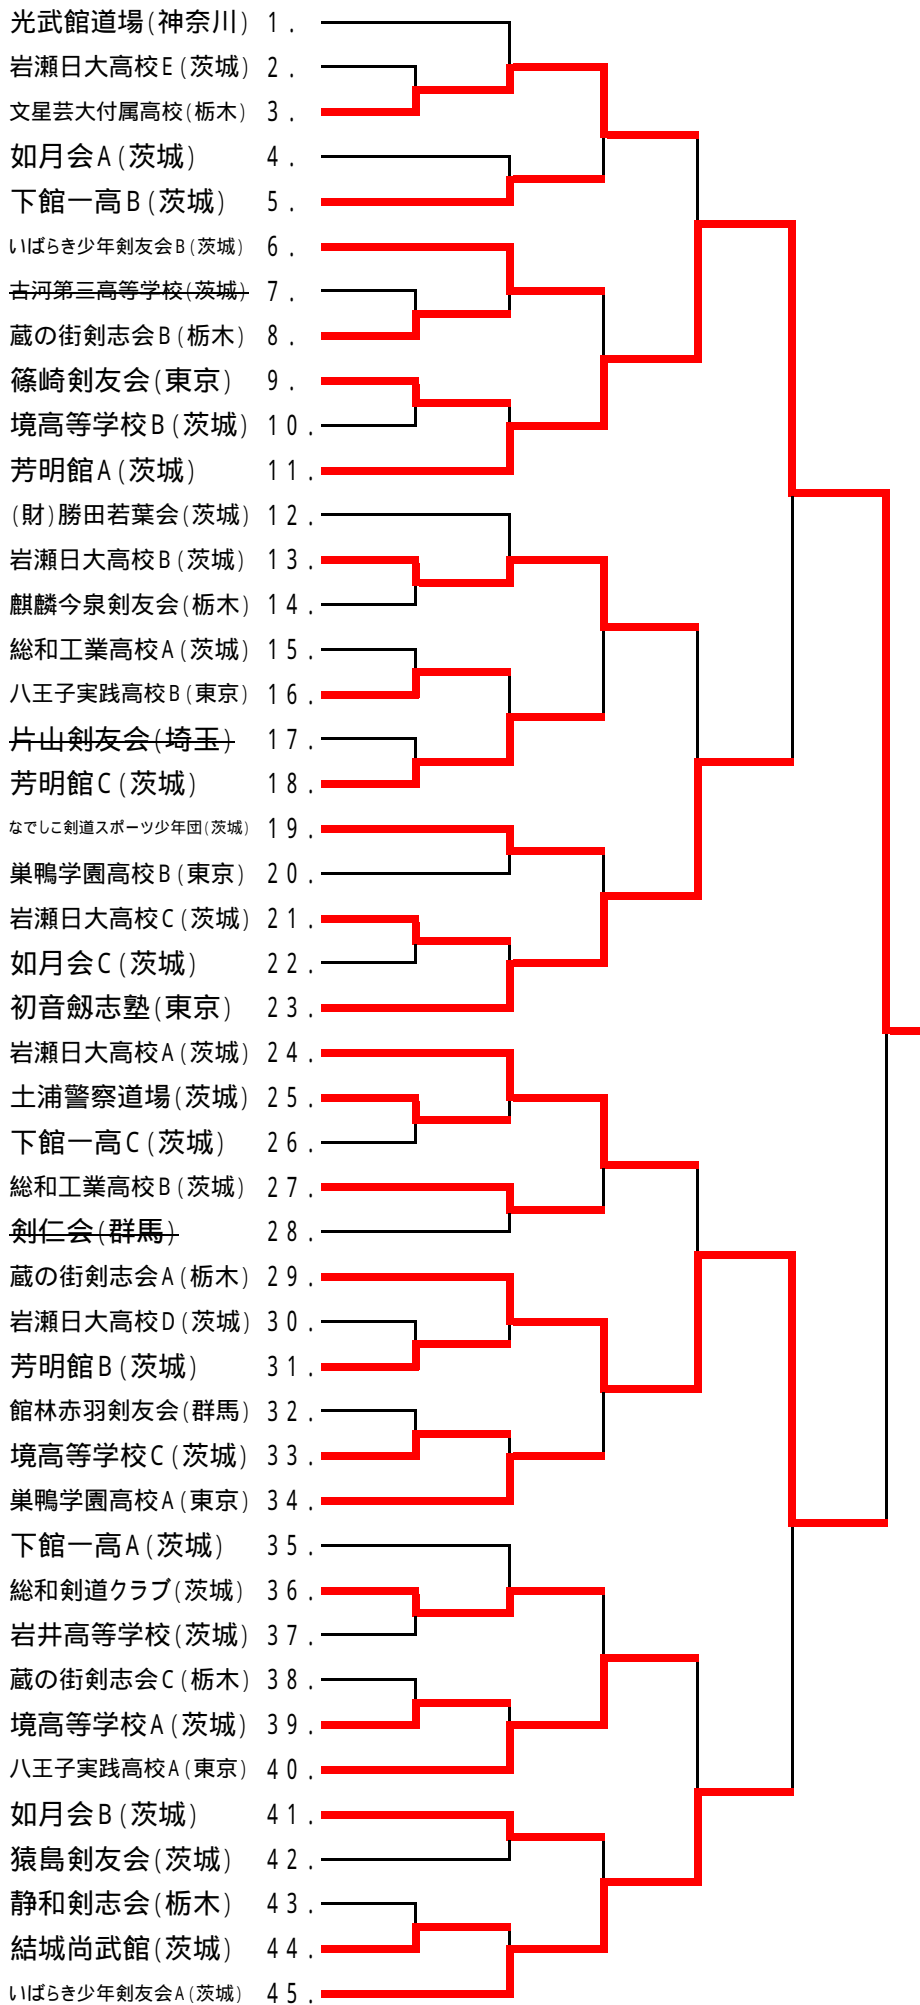 光武館道場(神奈川) 1.
岩瀬日大高校E(茨城) 2.
文星芸大付属高校(栃木) 3.
如月会A(茨城) 4.
下館一高B(茨城) 5.
いばらき少年剣友会B(茨城) 6.
古河第三高等学校(茨城) 7.
蔵の街剣志会B(栃木) 8.
篠崎剣友会(東京) 9.
境高等学校B(茨城) 10.
芳明館A(茨城) 11.
(財)勝田若葉会(茨城) 12.
岩瀬日大高校B(茨城) 13.
麒麟今泉剣友会(栃木) 14.
総和工業高校A(茨城) 15.
八王子実践高校B(東京) 16.
片山剣友会(埼玉) 17.
芳明館C(茨城) 18.
なでしこ剣道スポーツ少年団(茨城) 19.
巣鴨学園高校B(東京) 20.
岩瀬日大高校C(茨城) 21.
如月会C(茨城) 22.
初音剱志塾(東京) 23.
岩瀬日大高校A(茨城) 24.
土浦警察道場(茨城) 25.
下館一高C(茨城) 26.
総和工業高校B(茨城) 27.
剣仁会(群馬) 28.
蔵の街剣志会A(栃木) 29.
岩瀬日大高校D(茨城) 30.
芳明館B(茨城) 31.
館林赤羽剣友会(群馬) 32.
境高等学校C(茨城) 33.
巣鴨学園高校A(東京) 34.
下館一高A(茨城) 35.
総和剣道クラブ(茨城) 36.
岩井高等学校(茨城) 37.
蔵の街剣志会C(栃木) 38.
境高等学校A(茨城) 39.
八王子実践高校A(東京) 40.
如月会B(茨城) 41.
猿島剣友会(茨城) 42.
静和剣志会(栃木) 43.
結城尚武館(茨城) 44.
いばらき少年剣友会A(茨城) 45.